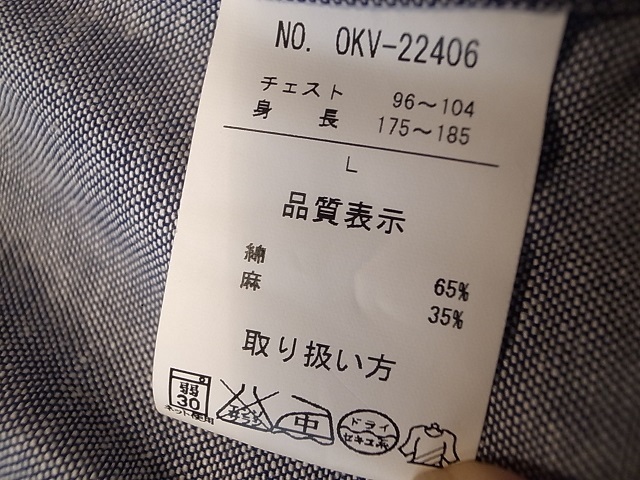 NO. OKV-22406
チェスト 96〜104
身長 175〜185
L
品質表示
綿 65%
麻 35%
取り扱い方
弱 30 中 ドライ セキユ系
ネット使用